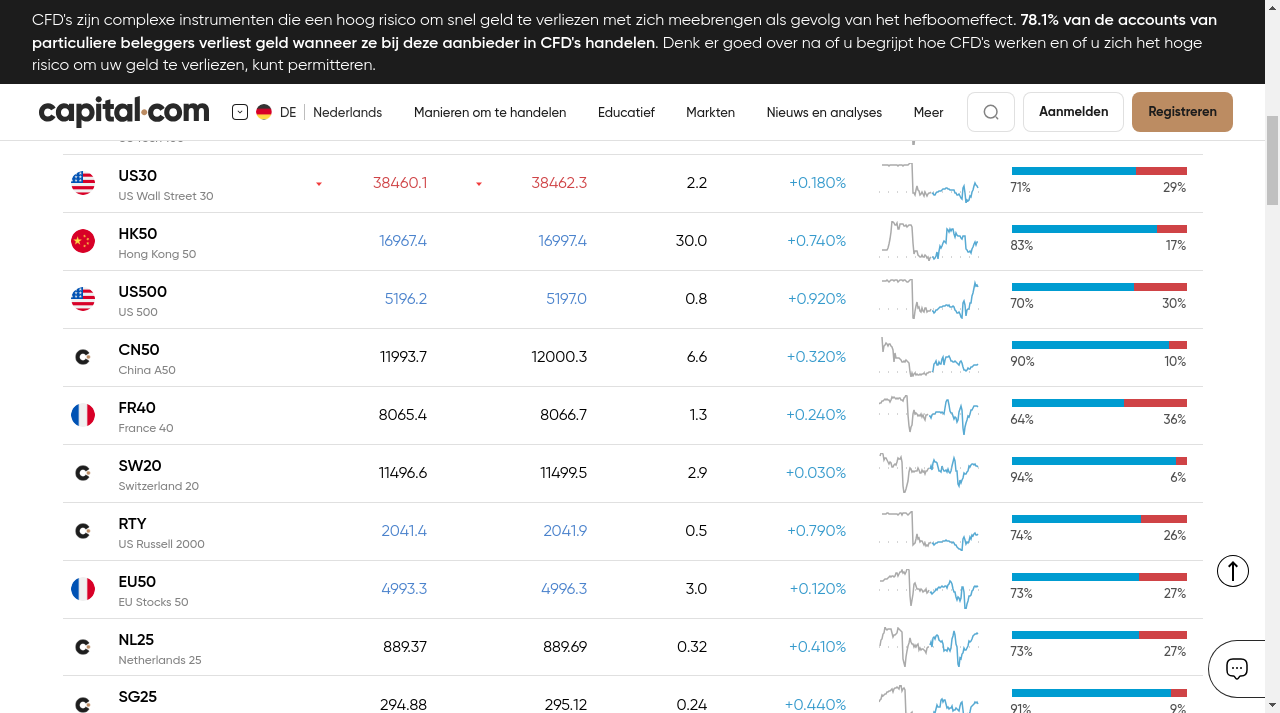 CFD's zijn complexe instrumenten die een hoog risico om snel geld te verliezen met zich meebrengen als gevolg van het hefboomeffect. 78.1% van de accounts van
particuliere beleggers verliest geld wanneer ze bij deze aanbieder in CFD's handelen. Denk er goed over na of u begrijpt hoe CFD's werken en of u zich het hoge
risico om uw geld te verliezen, kunt permitteren.
capital.com DE Nederlands Manieren om te handelen Educatief Markten Nieuws en analyses Meer Aanmelden Registreren
US30 38460.1 38462.3 2.2 +0.180% 71% 29%
US Wall Street 30
HK50 16967.4 16997.4 30.0 +0.740% 83% 17%
Hong Kong 50
US500 5196.2 5197.0 0.8 +0.920% 70% 30%
US 500
CN50 11993.7 12000.3 6.6 +0.320% 90% 10%
China A50
FR40 8065.4 8066.7 1.3 +0.240% 64% 36%
France 40
SW20 11496.6 11499.5 2.9 +0.030% 94% 6%
Switzerland 20
RTY 2041.4 2041.9 0.5 +0.790% 74% 26%
US Russell 2000
EU50 4993.3 4996.3 3.0 +0.120% 73% 27%
EU Stocks 50
NL25 889.37 889.69 0.32 +0.410% 73% 27%
Netherlands 25
SG25 294.88 295.12 0.24 +0.440% 91% 9%